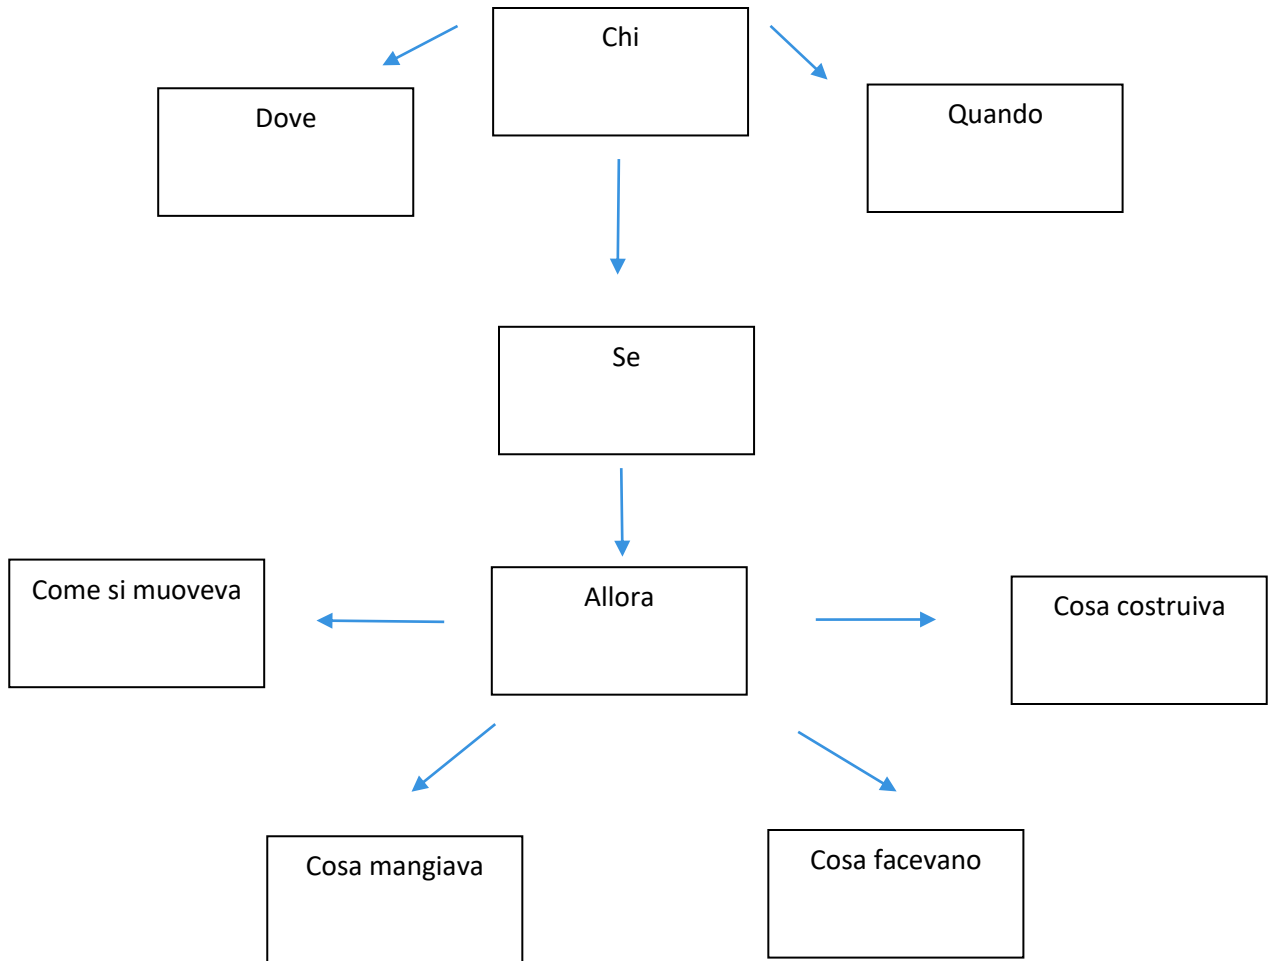 Chi
Dove
Quando
Se
Come si muoveva
Allora
Cosa costruiva
Cosa mangiava
Cosa facevano